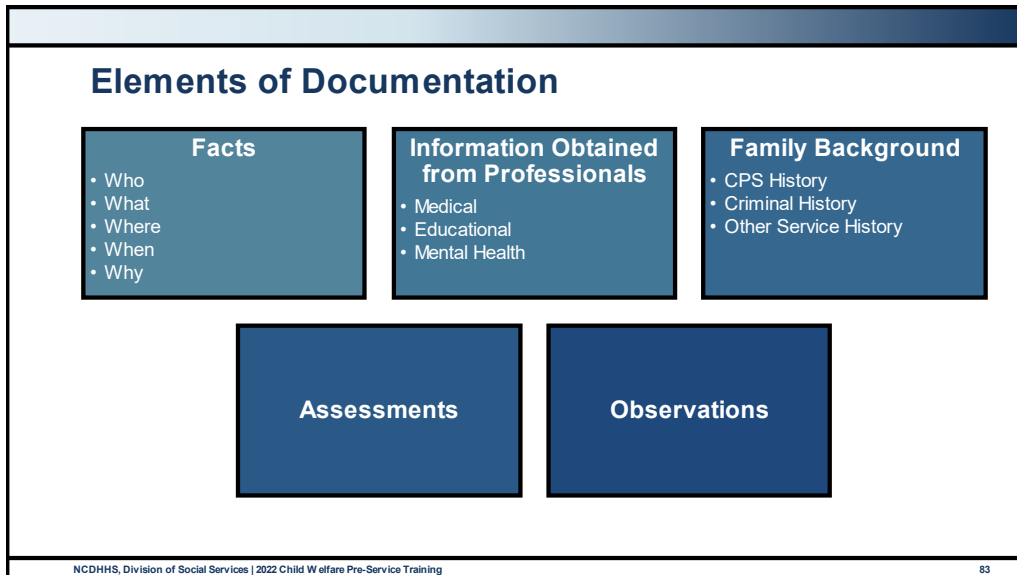 Elements of Documentation
Facts
• Who
• What
• Where
• When
• Why
Information Obtained
from Professionals
• Medical
• Educational
• Mental Health
Family Background
• CPS History
• Criminal History
• Other Service History
Assessments
Observations
NCDHHS, Division of Social Services | 2022 Child Welfare Pre-Service Training
83